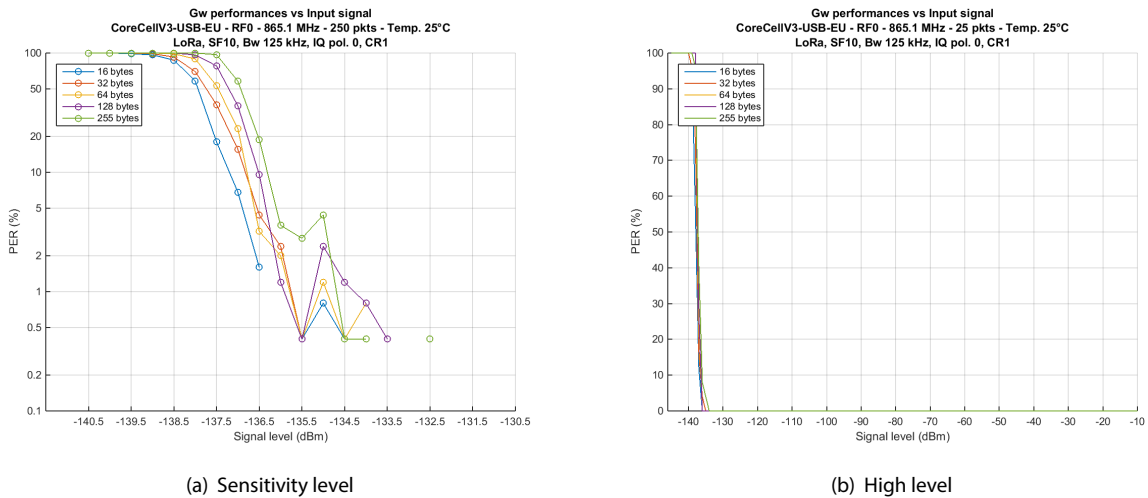 Gw performances vs Input signal
CoreCellV3-USB-EU - RF0 - 865.1 MHz - 250 pkts - Temp. 25°C
LoRa, SF10, Bw 125 kHz, IQ pol. 0, CR1
100
50
20
10
5
2
1
0.5
0.2
0.1
PER (%)
16 bytes
32 bytes
64 bytes
128 bytes
255 bytes
-140.5 -139.5 -138.5 -137.5 -136.5 -135.5 -134.5 -133.5 -132.5 -131.5 -130.5
Signal level (dBm)
(a) Sensitivity level
Gw performances vs Input signal
CoreCellV3-USB-EU - RF0 - 865.1 MHz - 25 pkts - Temp. 25°C
LoRa, SF10, Bw 125 kHz, IQ pol. 0, CR1
100
90
80
70
60
50
40
30
20
10
0
PER (%)
16 bytes
32 bytes
64 bytes
128 bytes
255 bytes
-140 -130 -120 -110 -100 -90 -80 -70 -60 -50 -40 -30 -20 -10
Signal level (dBm)
(b) High level